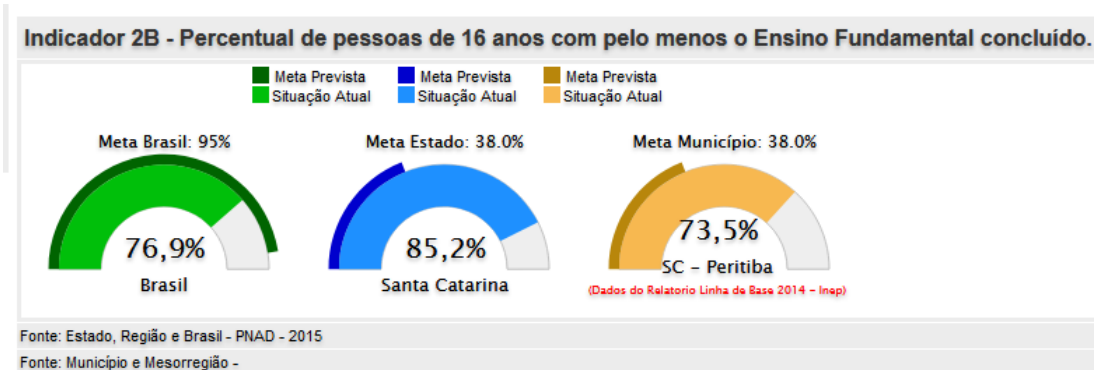 Indicador 2B - Percentual de pessoas de 16 anos com pelo menos o Ensino Fundamental concluído.
Meta Prevista Meta Prevista Meta Prevista
Situação Atual Situação Atual Situação Atual
Meta Brasil: 95% Meta Estado: 38.0% Meta Município: 38.0%
76,9% 85,2% 73,5%
Brasil Santa Catarina SC - Peritiba
(Dados do Relatorio Linha de Base 2014 - Inep)
Fonte: Estado, Região e Brasil - PNAD - 2015
Fonte: Município e Mesorregião -